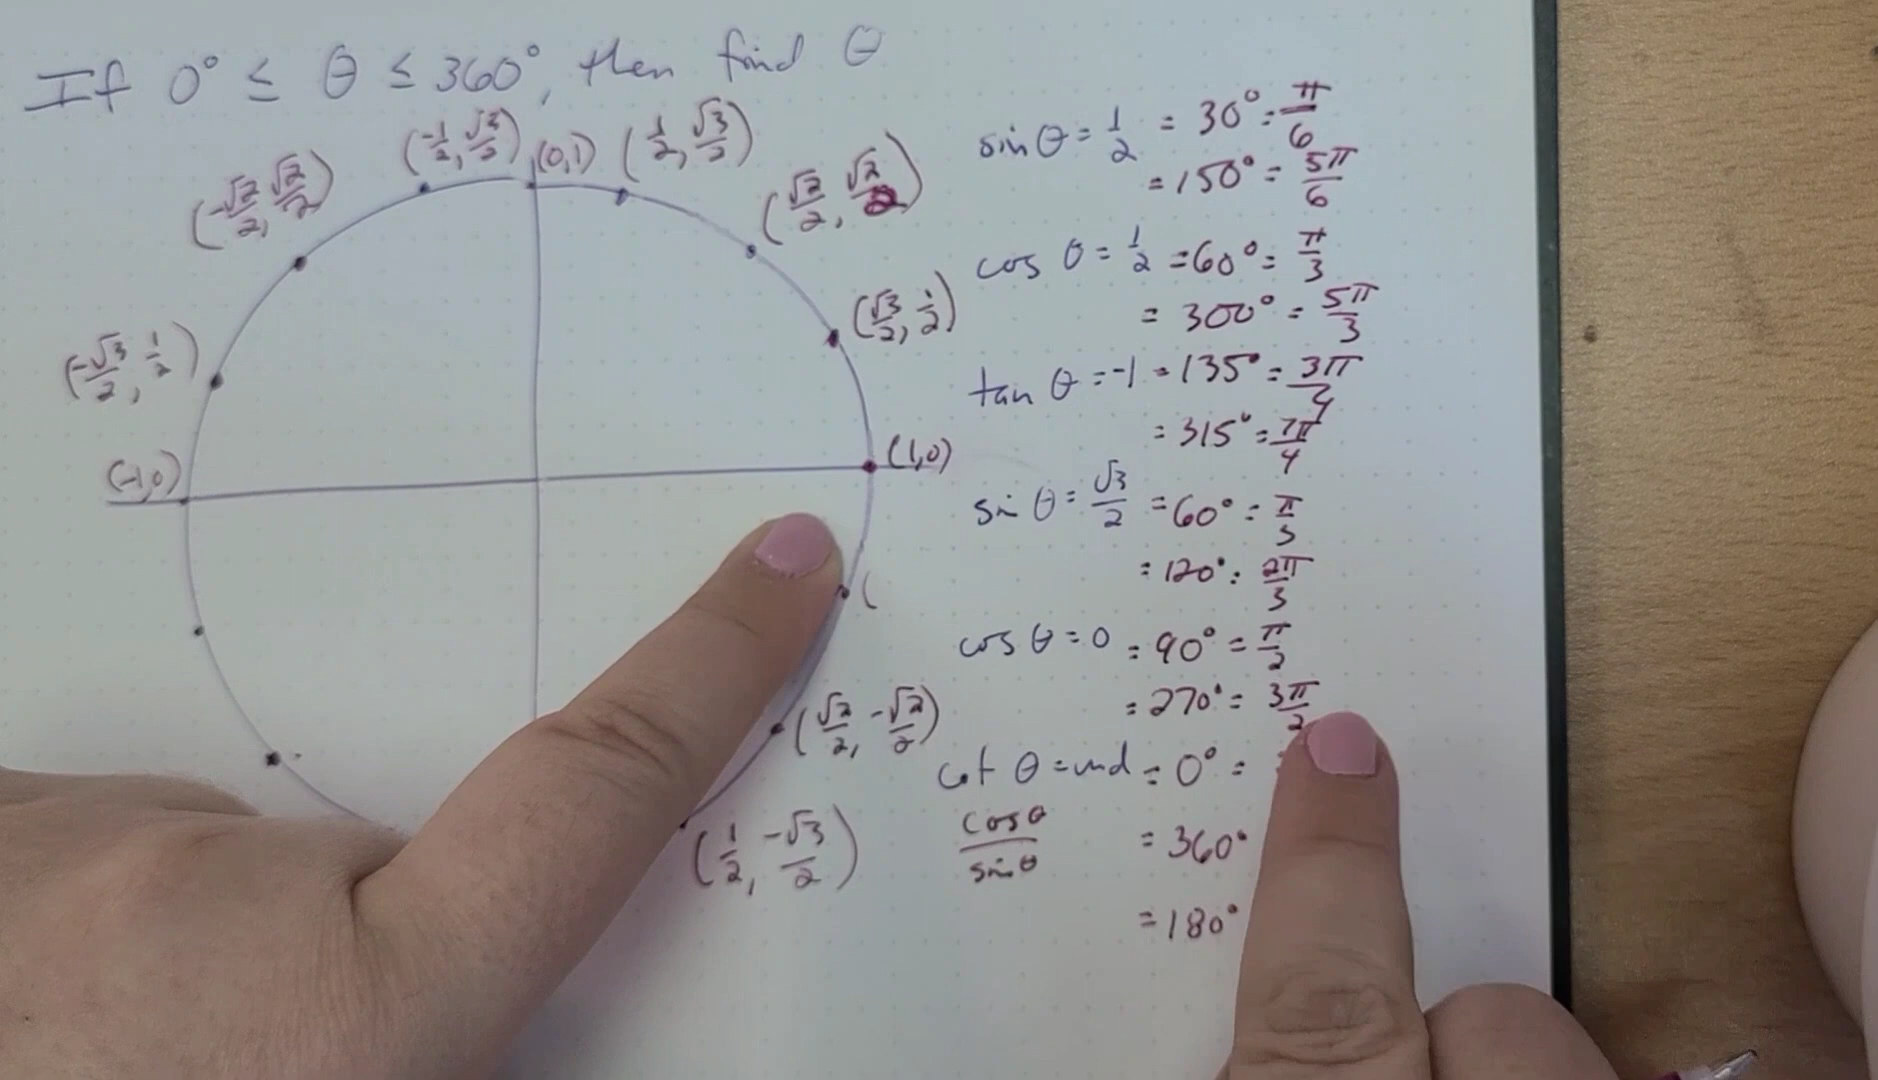 If 0° ≤ θ ≤ 360°, then find θ
(-1/2, √3/2)
(0,1)
(1/2, √3/2)
(-√2/2, √2/2)
(√2/2, √2/2)
(√3/2, 1/2)
(-√3/2, 1/2)
(-1,0)
(1,0)
(
(√2/2, -√2/2)
(1/2, -√3/2)
sin θ = 1/2 = 30° = π/6
= 150° = 5π/6
cos θ = 1/2 = 60° = π/3
= 300° = 5π/3
tan θ = -1 = 135° = 3π/4
= 315° = 7π/4
sin θ = √3/2 = 60° = π/3
= 120° = 2π/3
cos θ = 0 = 90° = π/2
= 270° = 3π/2
cot θ = und = 0° =
cosθ/sinθ = 360°
= 180°